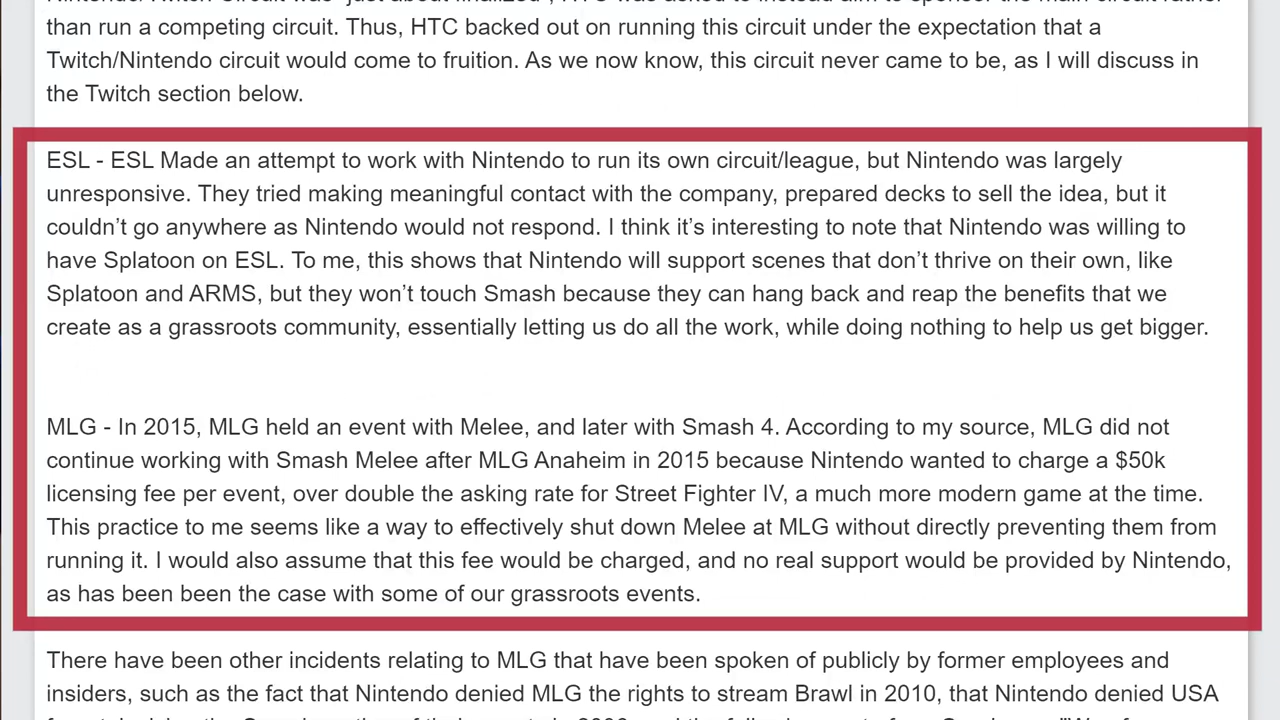 than run a competing circuit. Thus, HTC backed out on running this circuit under the expectation that a
Twitch/Nintendo circuit would come to fruition. As we now know, this circuit never came to be, as I will discuss in
the Twitch section below.
ESL - ESL Made an attempt to work with Nintendo to run its own circuit/league, but Nintendo was largely
unresponsive. They tried making meaningful contact with the company, prepared decks to sell the idea, but it
couldn’t go anywhere as Nintendo would not respond. I think it’s interesting to note that Nintendo was willing to
have Splatoon on ESL. To me, this shows that Nintendo will support scenes that don’t thrive on their own, like
Splatoon and ARMS, but they won’t touch Smash because they can hang back and reap the benefits that we
create as a grassroots community, essentially letting us do all the work, while doing nothing to help us get bigger.
MLG - In 2015, MLG held an event with Melee, and later with Smash 4. According to my source, MLG did not
continue working with Smash Melee after MLG Anaheim in 2015 because Nintendo wanted to charge a $50k
licensing fee per event, over double the asking rate for Street Fighter IV, a much more modern game at the time.
This practice to me seems like a way to effectively shut down Melee at MLG without directly preventing them from
running it. I would also assume that this fee would be charged, and no real support would be provided by Nintendo,
as has been been the case with some of our grassroots events.
There have been other incidents relating to MLG that have been spoken of publicly by former employees and
insiders, such as the fact that Nintendo denied MLG the rights to stream Brawl in 2010, that Nintendo denied USA